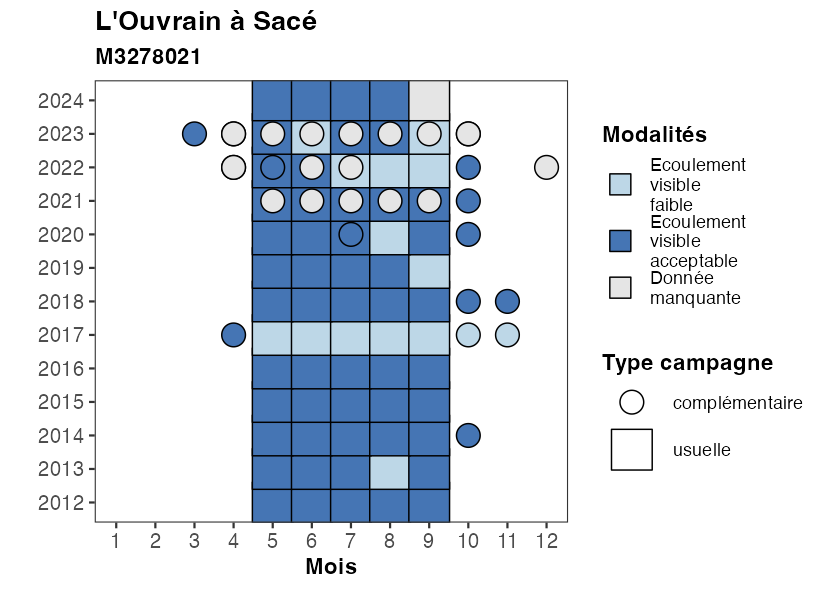 L'Ouvrain à Sacé
M3278021
2024
2023
2022
2021
2020
2019
2018
2017
2016
2015
2014
2013
2012
1 2 3 4 5 6 7 8 9 10 11 12
Mois
Modalités
Ecoulement
visible
faible
Ecoulement
visible
acceptable
Donnée
manquante
Type campagne
complémentaire
usuelle